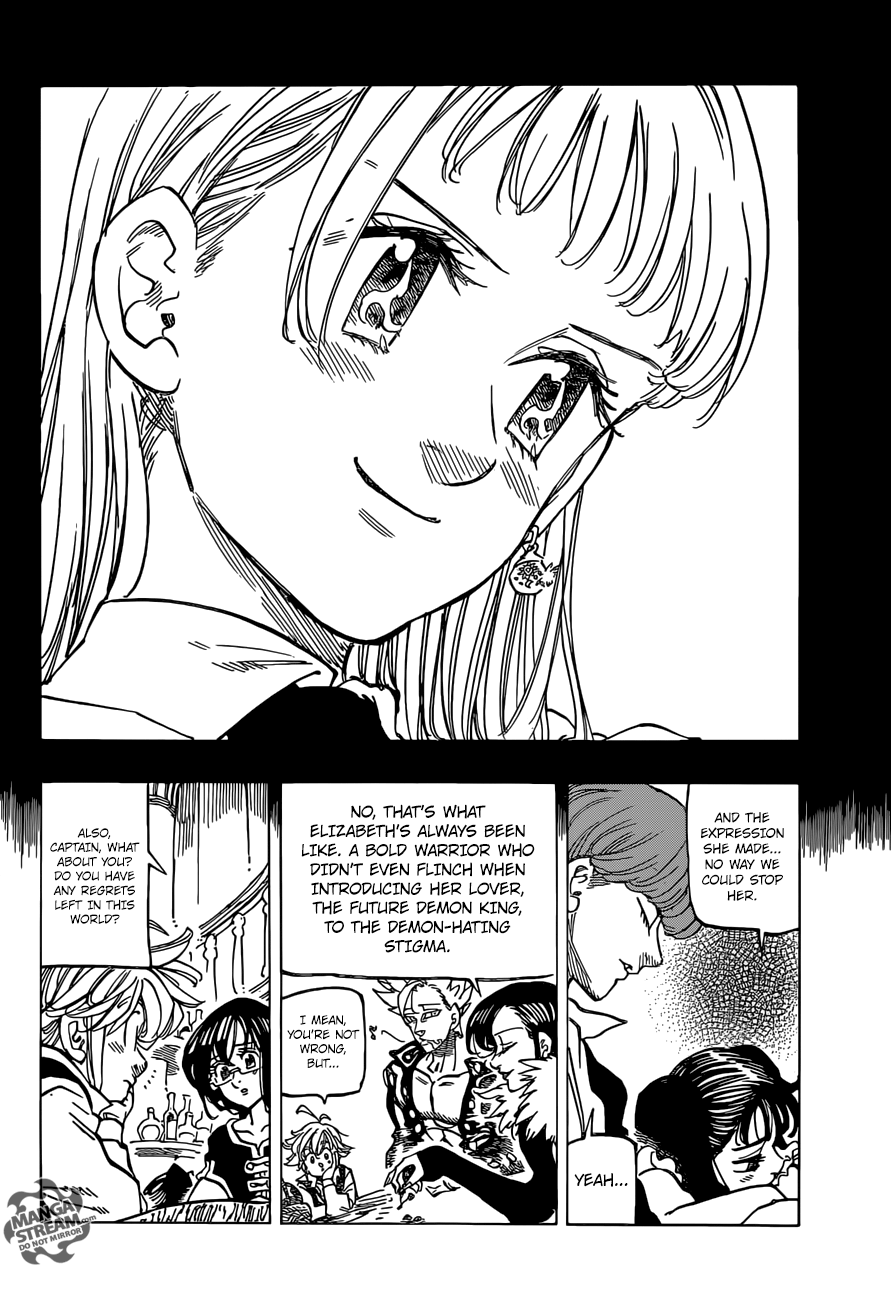 AND THE
EXPRESSION
SHE MADE...
NO WAY WE
COULD STOP
HER.
YEAH...
NO, THAT'S WHAT
ELIZABETH'S ALWAYS BEEN
LIKE. A BOLD WARRIOR WHO
DIDN'T EVEN FLINCH WHEN
INTRODUCING HER LOVER,
THE FUTURE DEMON KING,
TO THE DEMON-HATING
STIGMA.
I MEAN,
YOU'RE NOT
WRONG,
BUT...
ALSO,
CAPTAIN, WHAT
ABOUT YOU?
DO YOU HAVE
ANY REGRETS
LEFT IN THIS
WORLD?
MANGA
STREAM.com
DO NOT MIRROR